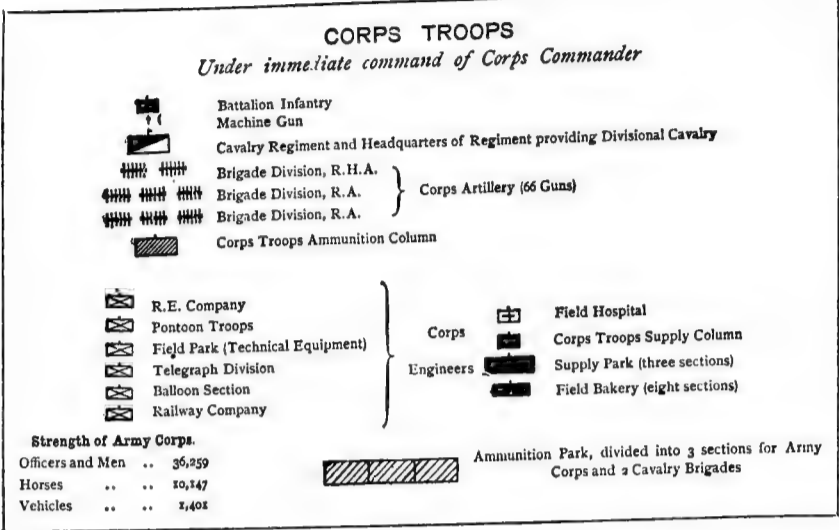 CORPS TROOPS
Under immediate command of Corps Commander
Battalion Infantry
Machine Gun
Cavalry Regiment and Headquarters of Regiment providing Divisional Cavalry
Brigade Division, R.H.A.
Brigade Division, R.A.
Brigade Division, R.A.
Corps Artillery (66 Guns)
Corps Troops Ammunition Column
R.E. Company
Pontoon Troops
Field Park (Technical Equipment)
Telegraph Division
Balloon Section
Railway Company
Corps
Engineers
Field Hospital
Corps Troops Supply Column
Supply Park (three sections)
Field Bakery (eight sections)
Strength of Army Corps.
Officers and Men .. 36,259
Horses .. .. 10,147
Vehicles .. .. 1,401
Ammunition Park, divided into 3 sections for Army
Corps and 2 Cavalry Brigades